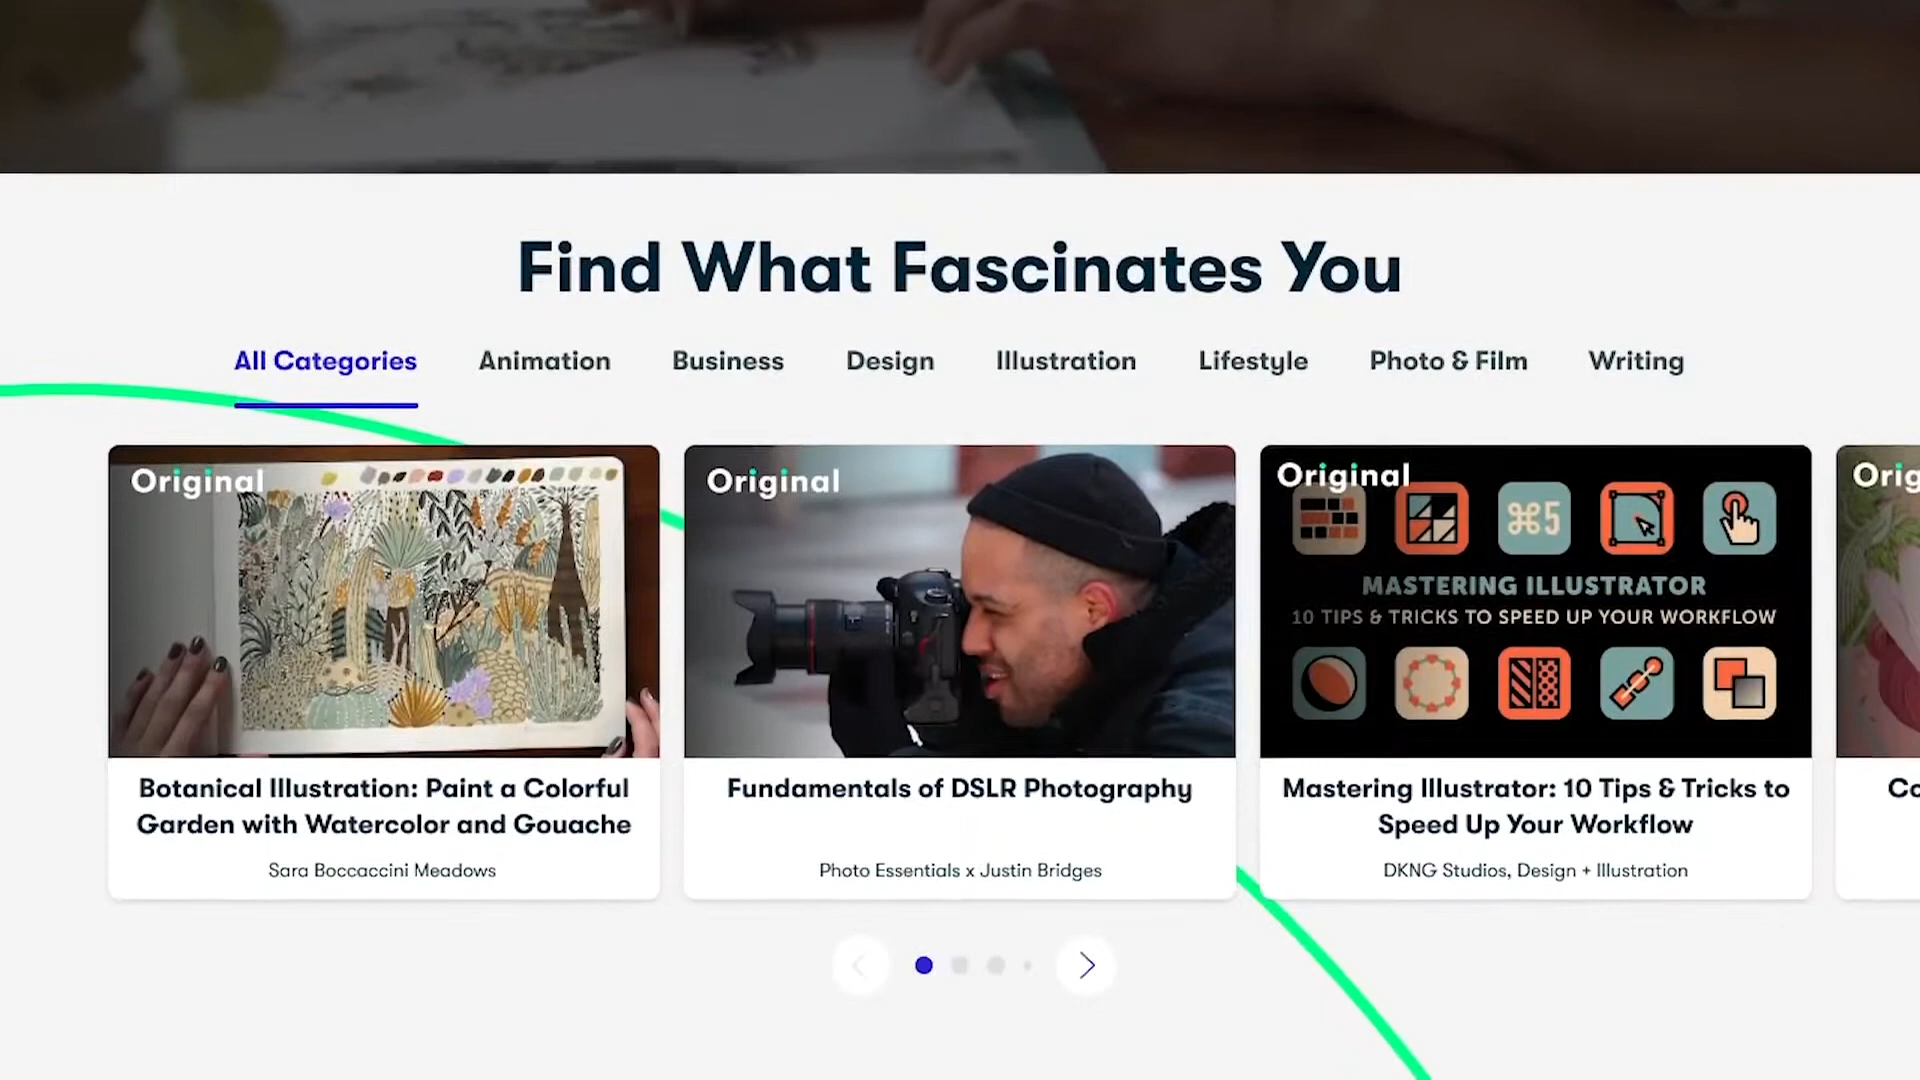 Find What Fascinates You
All Categories Animation Business Design Illustration Lifestyle Photo & Film Writing
Original
Botanical Illustration: Paint a Colorful
Garden with Watercolor and Gouache
Sara Boccaccini Meadows
Original
Fundamentals of DSLR Photography
Photo Essentials x Justin Bridges
Original
⌘5
MASTERING ILLUSTRATOR
10 TIPS & TRICKS TO SPEED UP YOUR WORKFLOW
Mastering Illustrator: 10 Tips & Tricks to
Speed Up Your Workflow
DKNG Studios, Design + Illustration
Orig
Co